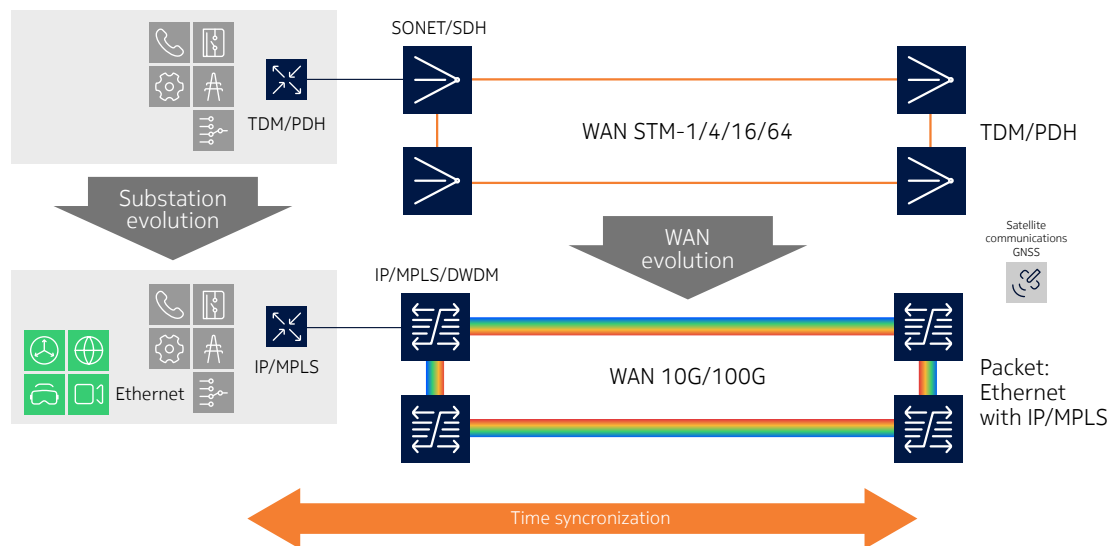 SONET/SDH
TDM/PDH
WAN STM-1/4/16/64
TDM/PDH
Substation
evolution
WAN
evolution
Satellite
communications
GNSS
IP/MPLS/DWDM
IP/MPLS
Ethernet
WAN 10G/100G
Packet:
Ethernet
with IP/MPLS
Time syncronization